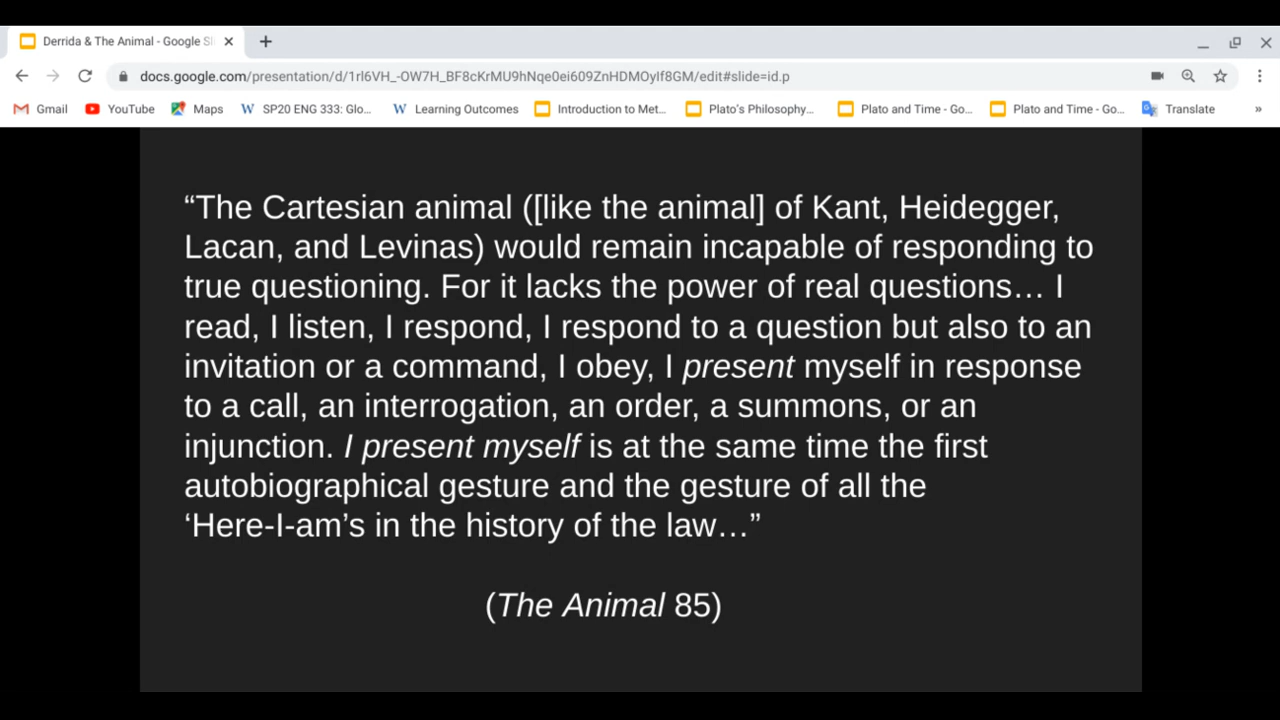 Derrida & The Animal - Google Sl
docs.google.com/presentation/d/1rl6VH_-OW7H_BF8cKrMU9hNqe0ei609ZnHDMOyIf8GM/edit#slide=id.p
Gmail YouTube Maps SP20 ENG 333: Glo... Learning Outcomes Introduction to Met... Plato's Philosophy... Plato and Time - Go... Plato and Time - Go... Translate »
“The Cartesian animal ([like the animal] of Kant, Heidegger,
Lacan, and Levinas) would remain incapable of responding to
true questioning. For it lacks the power of real questions… I
read, I listen, I respond, I respond to a question but also to an
invitation or a command, I obey, I present myself in response
to a call, an interrogation, an order, a summons, or an
injunction. I present myself is at the same time the first
autobiographical gesture and the gesture of all the
‘Here-I-am’s in the history of the law…”
(The Animal 85)